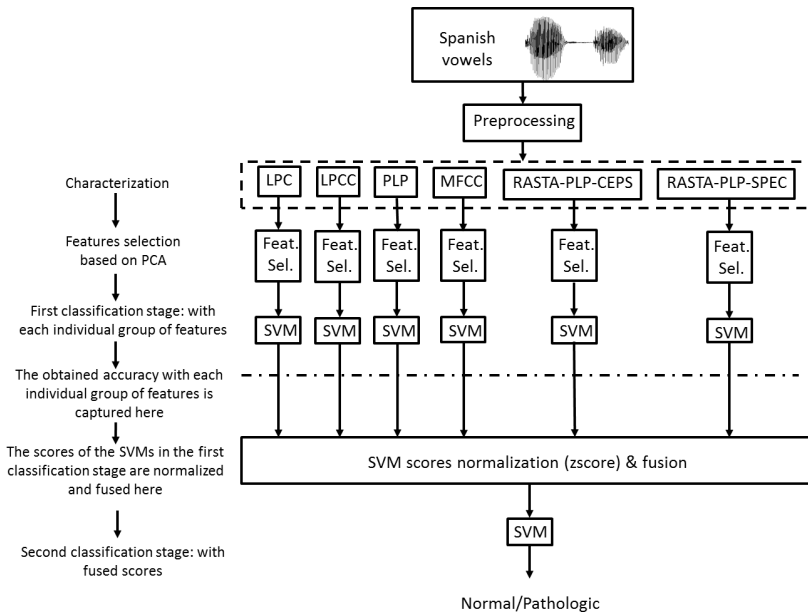 Spanish
vowels
Preprocessing
LPC LPCC PLP MFCC RASTA-PLP-CEPS RASTA-PLP-SPEC
Feat. Feat. Feat. Feat. Feat. Feat.
Sel. Sel. Sel. Sel. Sel. Sel.
SVM SVM SVM SVM SVM SVM
SVM scores normalization (zscore) & fusion
SVM
Normal/Pathologic
Characterization
Features selection
based on PCA
First classification stage: with
each individual group of features
The obtained accuracy with each
individual group of features is
captured here
The scores of the SVMs in the first
classification stage are normalized
and fused here
Second classification stage: with
fused scores